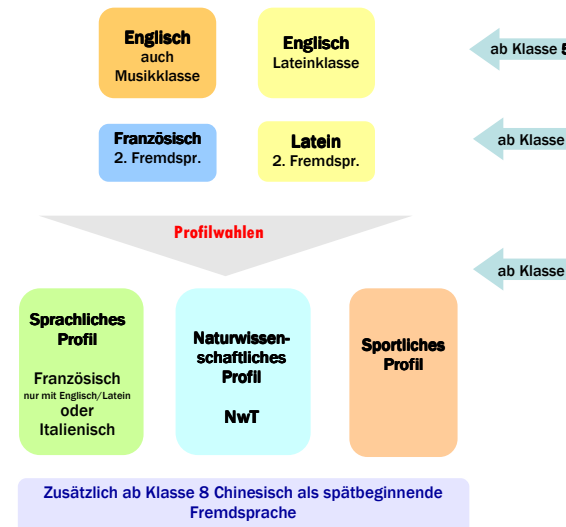 Englisch
auch
Musikklasse
Englisch
Lateinklasse
ab Klasse 5
Französisch
2. Fremdspr.
Latein
2. Fremdspr.
ab Klasse
Profilwahlen
ab Klasse
Sprachliches
Profil
Französisch
nur mit Englisch/Latein
oder
Italienisch
Naturwissen-
schaftliches
Profil
NwT
Sportliches
Profil
Zusätzlich ab Klasse 8 Chinesisch als spätbeginnende
Fremdsprache